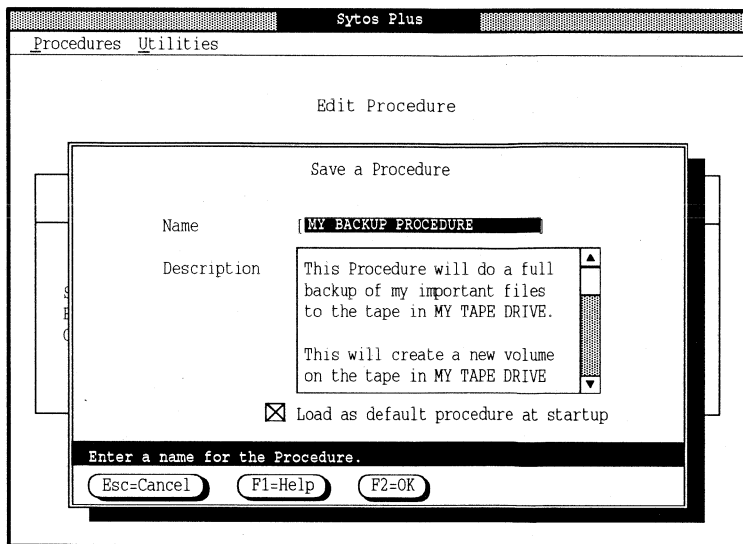 Sytos Plus
Procedures Utilities
Edit Procedure
Save a Procedure
Name [MY BACKUP PROCEDURE]
Description
This Procedure will do a full
backup of my important files
to the tape in MY TAPE DRIVE.
This will create a new volume
on the tape in MY TAPE DRIVE
Load as default procedure at startup
Enter a name for the Procedure.
Esc=Cancel F1=Help F2=OK